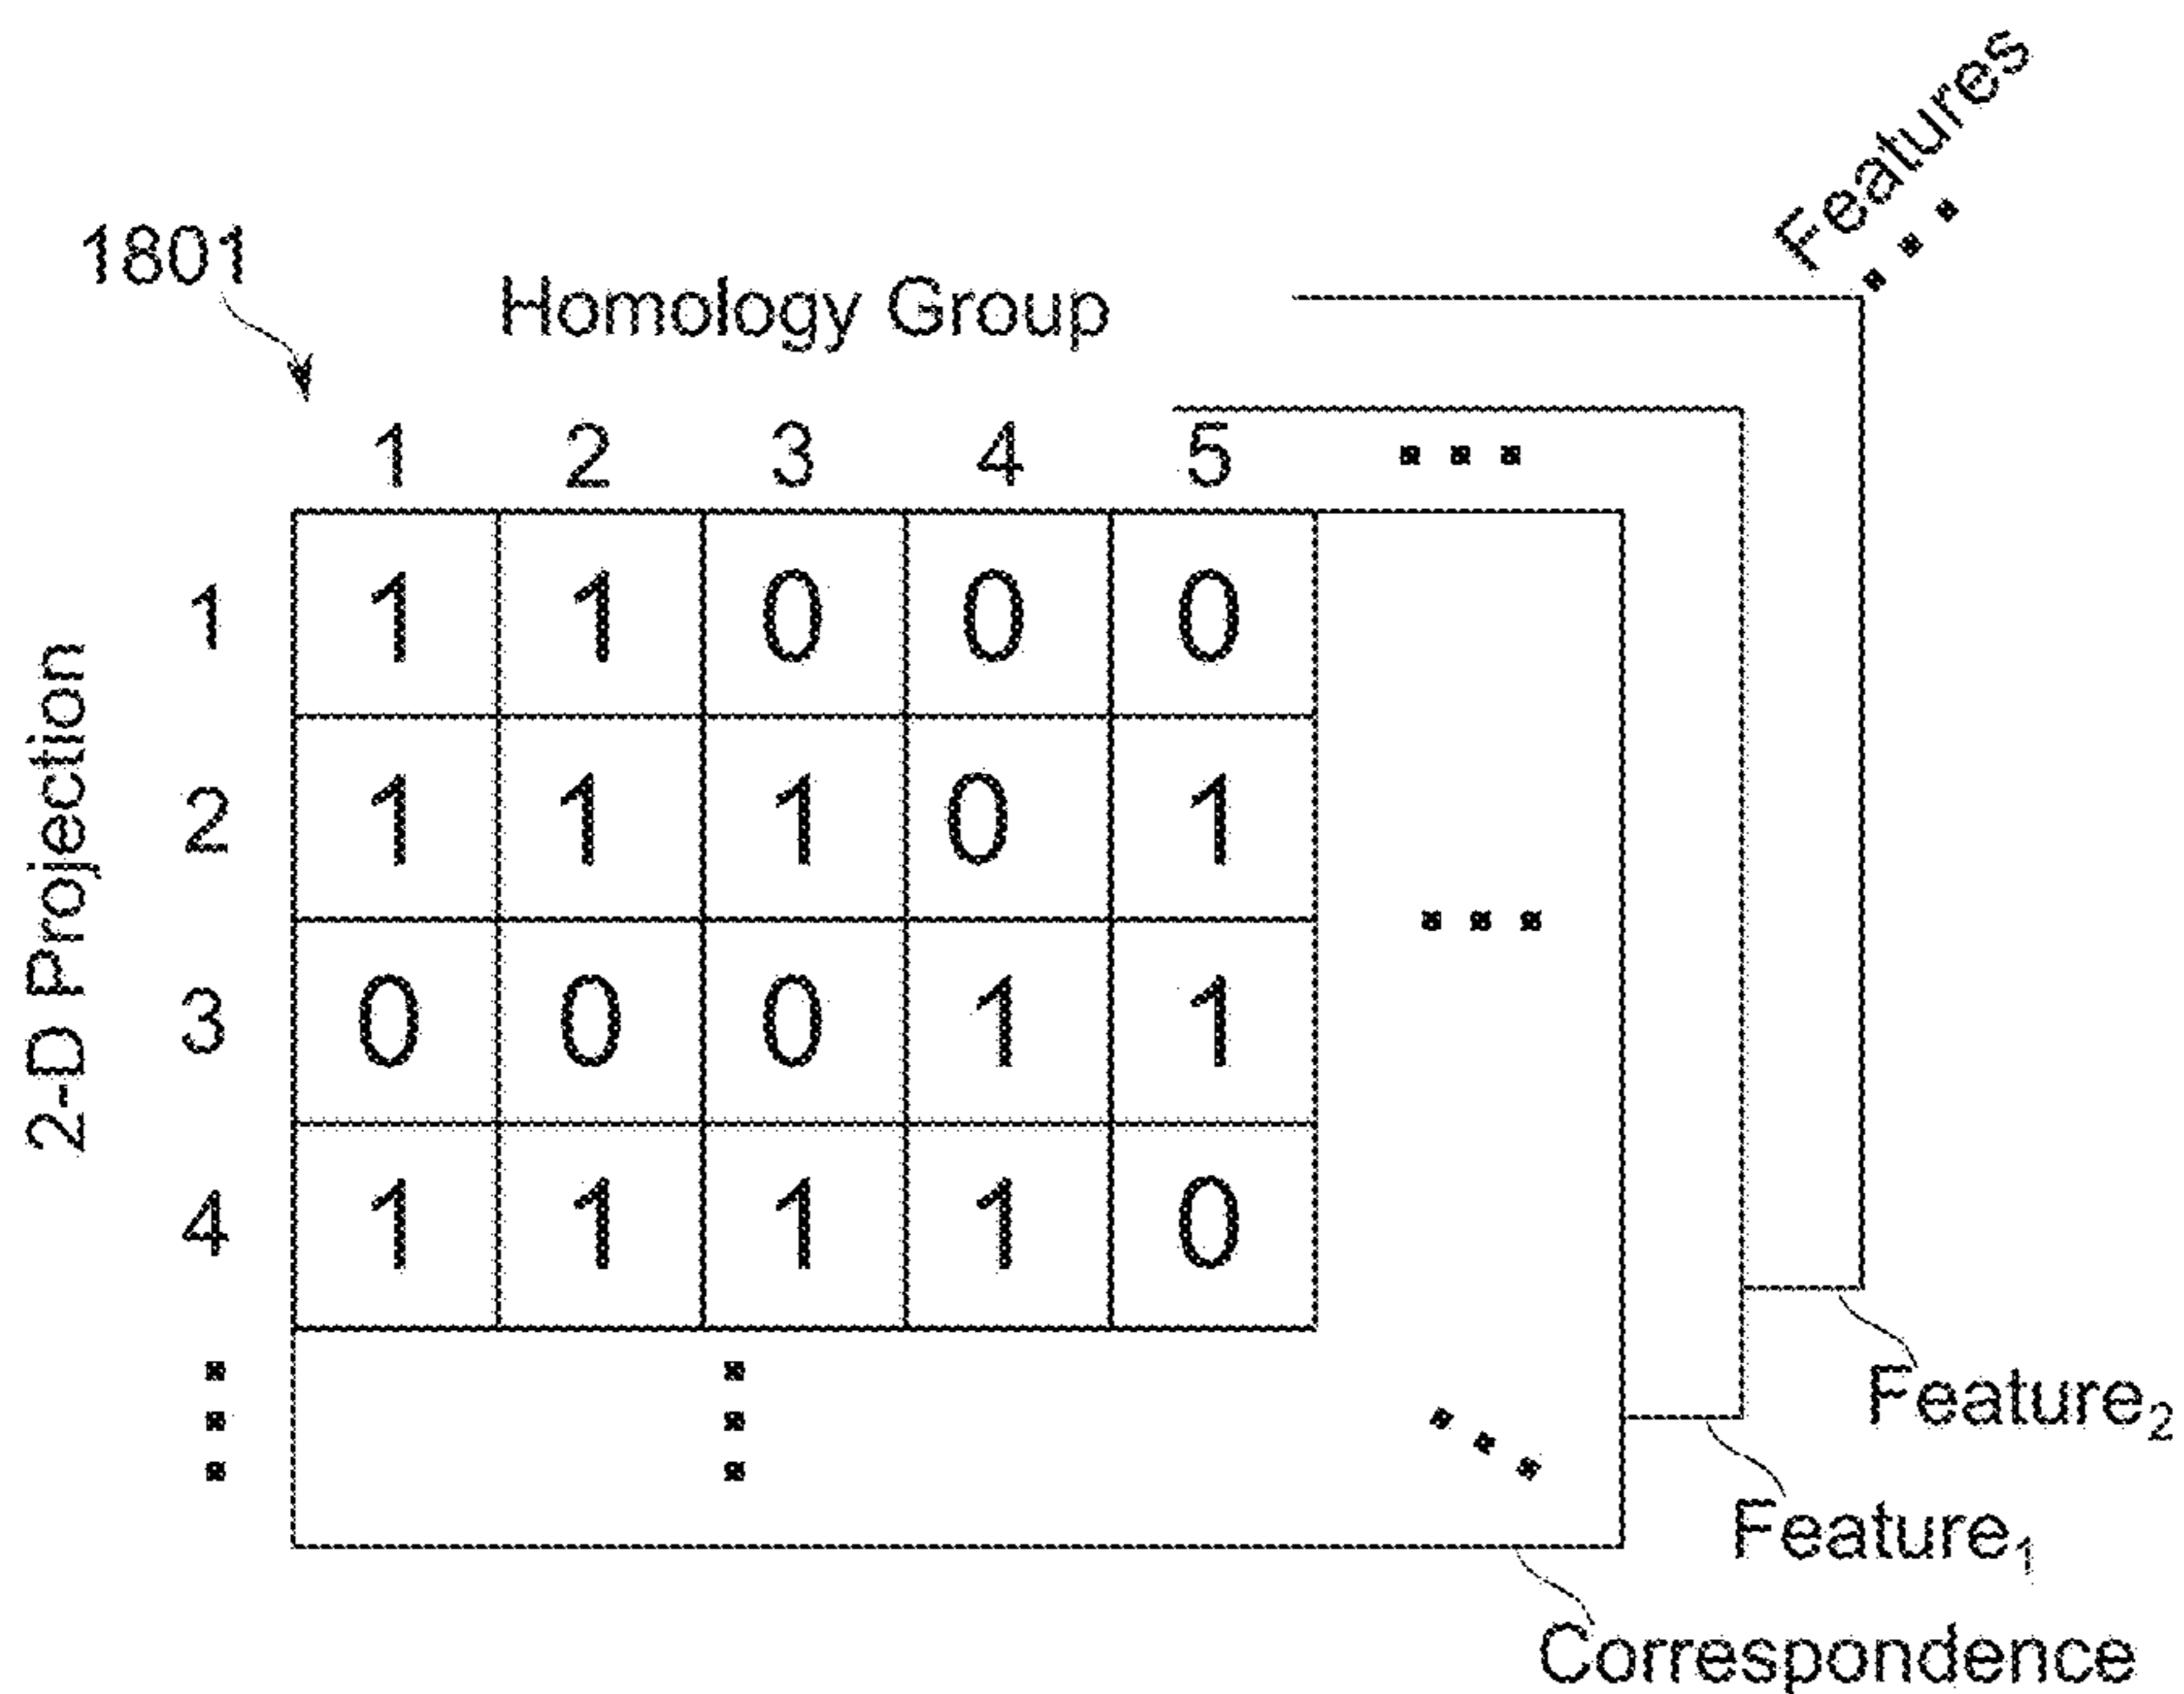 Features
1801
Homology Group
1 2 3 4 5 ...
2-D Projection
1 1 1 0 0 0
2 1 1 1 0 1 ...
3 0 0 0 1 1
4 1 1 1 1 0
Feature₂
Feature₁
Correspondence